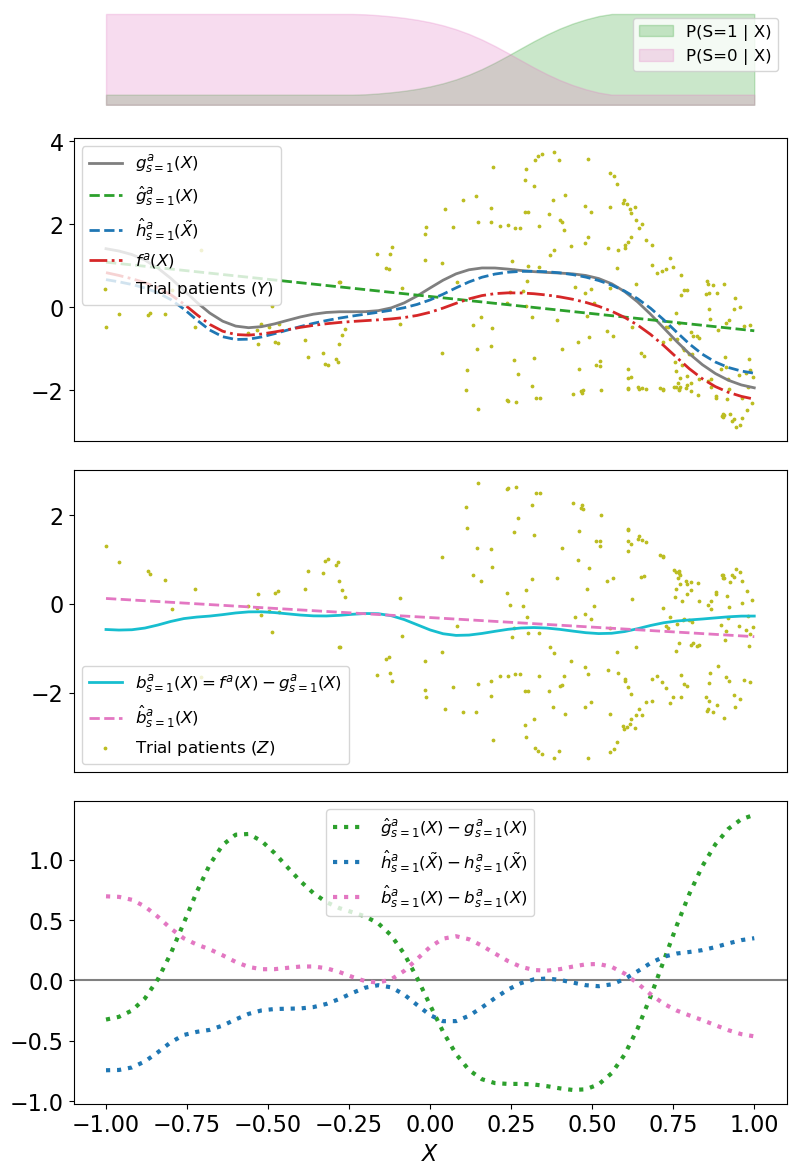 P(S=1 | X)
P(S=0 | X)
4
2
0
−2
g^a_{s=1}(X)
ĝ^a_{s=1}(X)
ĥ^a_{s=1}(X̃)
f^a(X)
Trial patients (Y)
2
0
−2
b^a_{s=1}(X) = f^a(X) − g^a_{s=1}(X)
b̂^a_{s=1}(X)
Trial patients (Z)
1.0
0.5
0.0
−0.5
−1.0
ĝ^a_{s=1}(X) − g^a_{s=1}(X)
ĥ^a_{s=1}(X̃) − h^a_{s=1}(X̃)
b̂^a_{s=1}(X) − b^a_{s=1}(X)
−1.00 −0.75 −0.50 −0.25 0.00 0.25 0.50 0.75 1.00
X